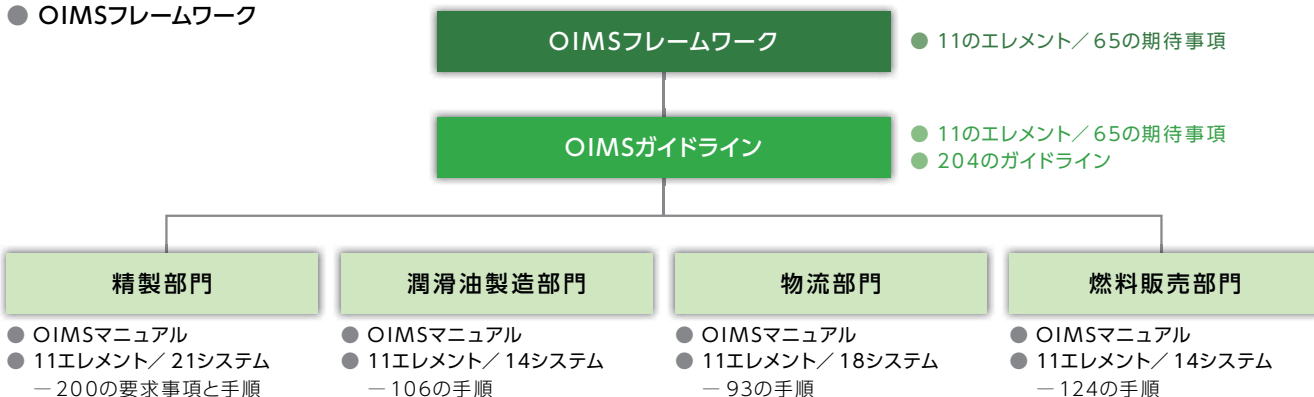 ● OIMSフレームワーク
OIMSフレームワーク
● 11のエレメント／65の期待事項
OIMSガイドライン
● 11のエレメント／65の期待事項
● 204のガイドライン
精製部門
● OIMSマニュアル
● 11エレメント／21システム
－200の要求事項と手順
潤滑油製造部門
● OIMSマニュアル
● 11エレメント／14システム
－106の手順
物流部門
● OIMSマニュアル
● 11エレメント／18システム
－93の手順
燃料販売部門
● OIMSマニュアル
● 11エレメント／14システム
－124の手順